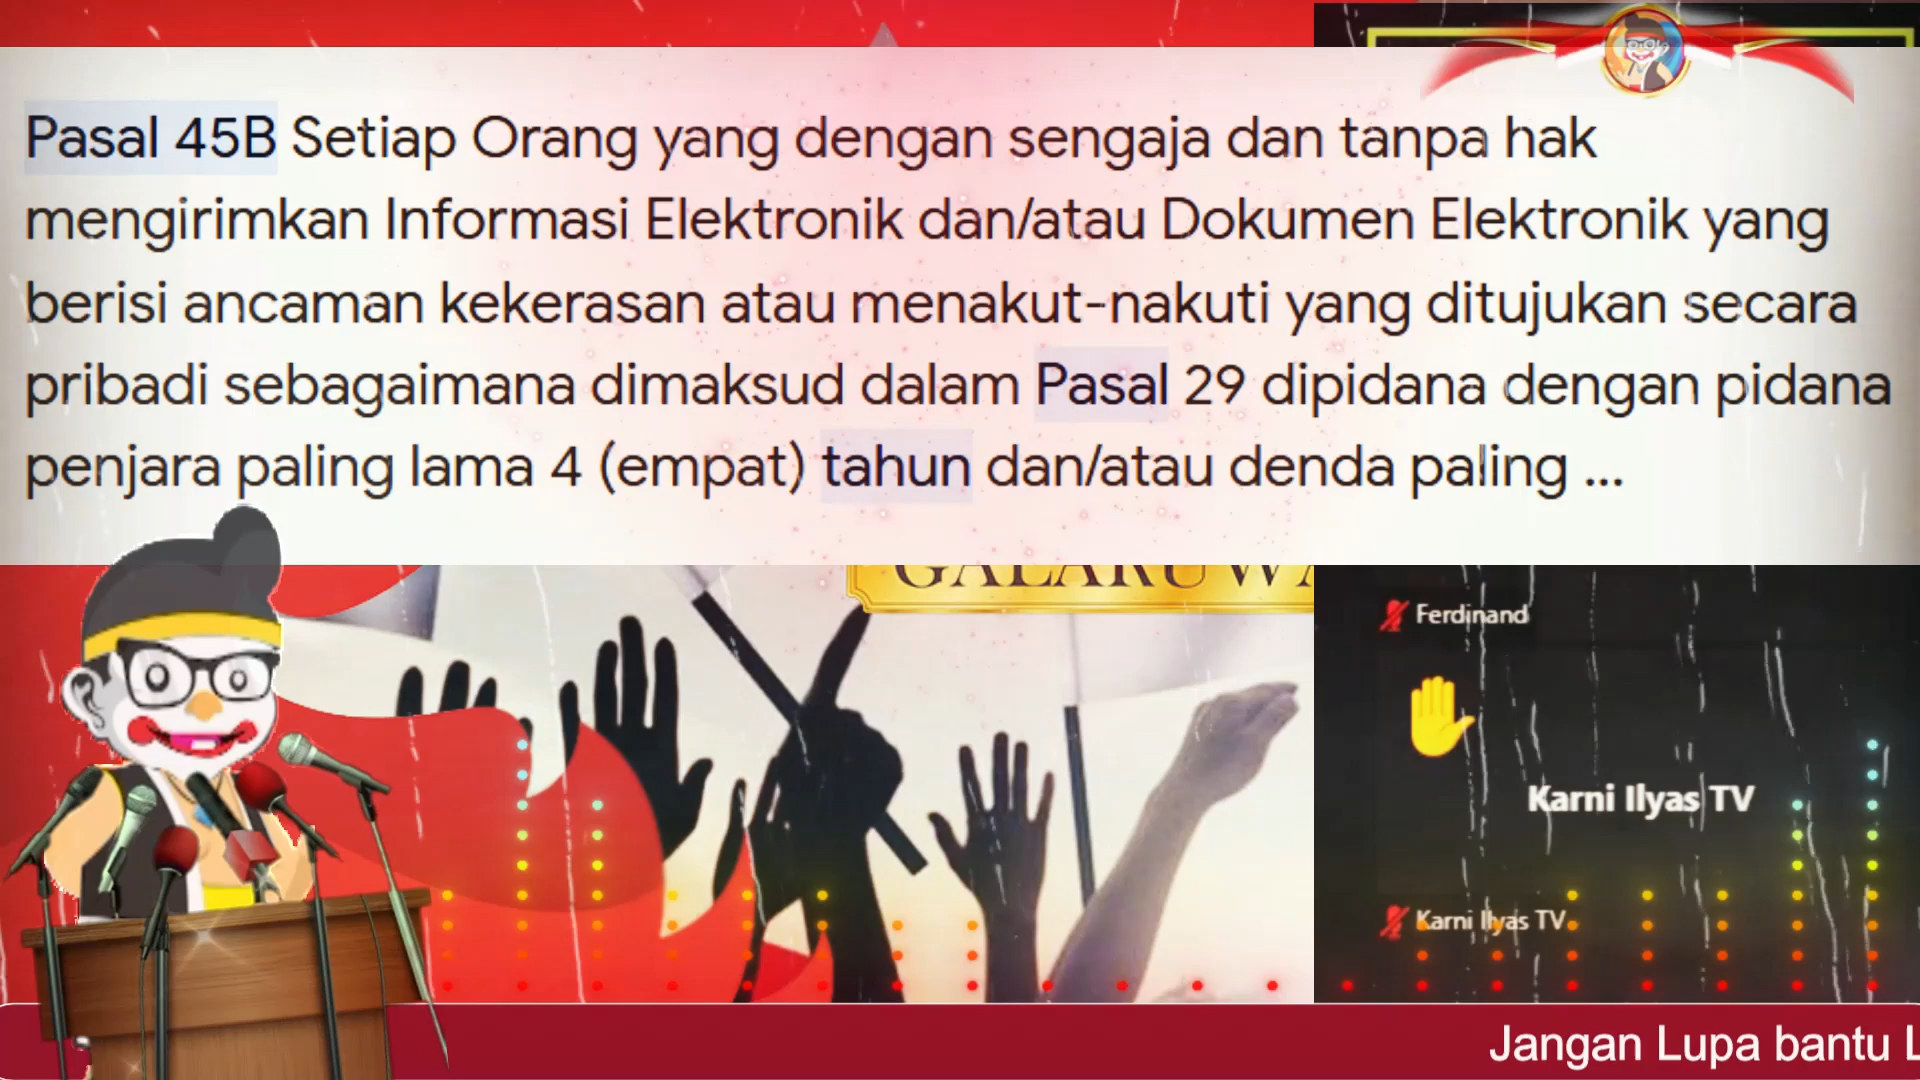 Pasal 45B Setiap Orang yang dengan sengaja dan tanpa hak
mengirimkan Informasi Elektronik dan/atau Dokumen Elektronik yang
berisi ancaman kekerasan atau menakut-nakuti yang ditujukan secara
pribadi sebagaimana dimaksud dalam Pasal 29 dipidana dengan pidana
penjara paling lama 4 (empat) tahun dan/atau denda paling ...
Ferdinand
Karni Ilyas TV
Karni Ilyas TV
Jangan Lupa bantu L